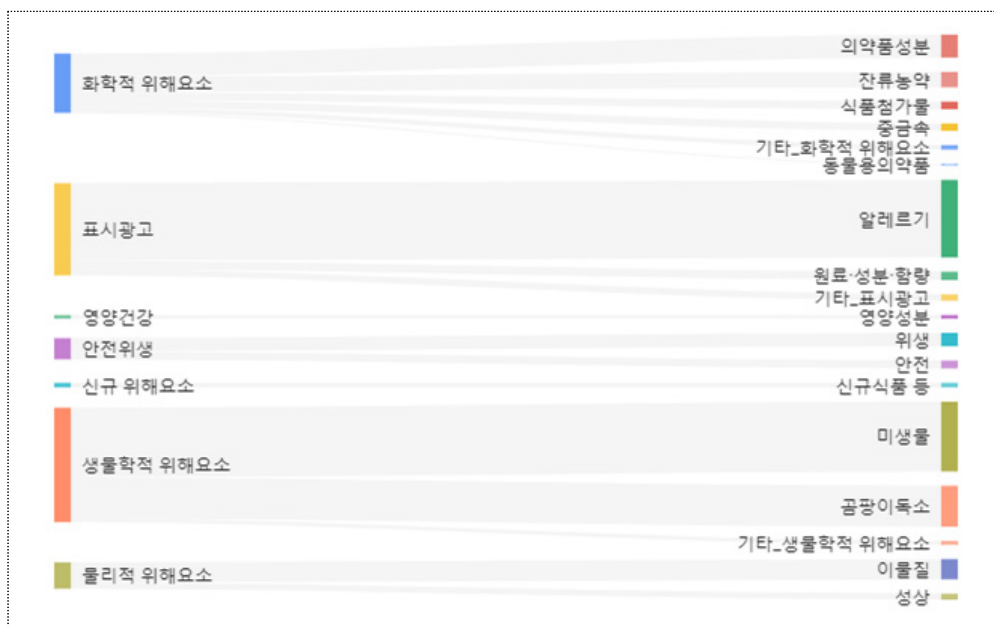 화학적 위해요소
표시광고
영양건강
안전위생
신규 위해요소
생물학적 위해요소
물리적 위해요소
의약품성분
잔류농약
식품첨가물
중금속
기타_화학적 위해요소
동물용의약품
알레르기
원료·성분·함량
기타_표시광고
영양성분
위생
안전
신규식품 등
미생물
곰팡이독소
기타_생물학적 위해요소
이물질
성상